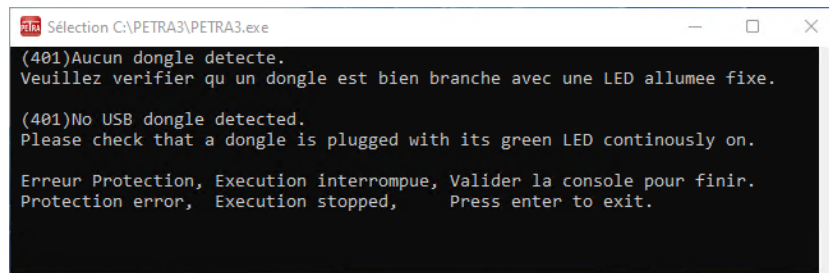 PETRA Sélection C:\PETRA3\PETRA3.exe
(401)Aucun dongle detecte.
Veuillez verifier qu un dongle est bien branche avec une LED allumee fixe.
(401)No USB dongle detected.
Please check that a dongle is plugged with its green LED continously on.
Erreur Protection, Execution interrompue, Valider la console pour finir.
Protection error,  Execution stopped,     Press enter to exit.